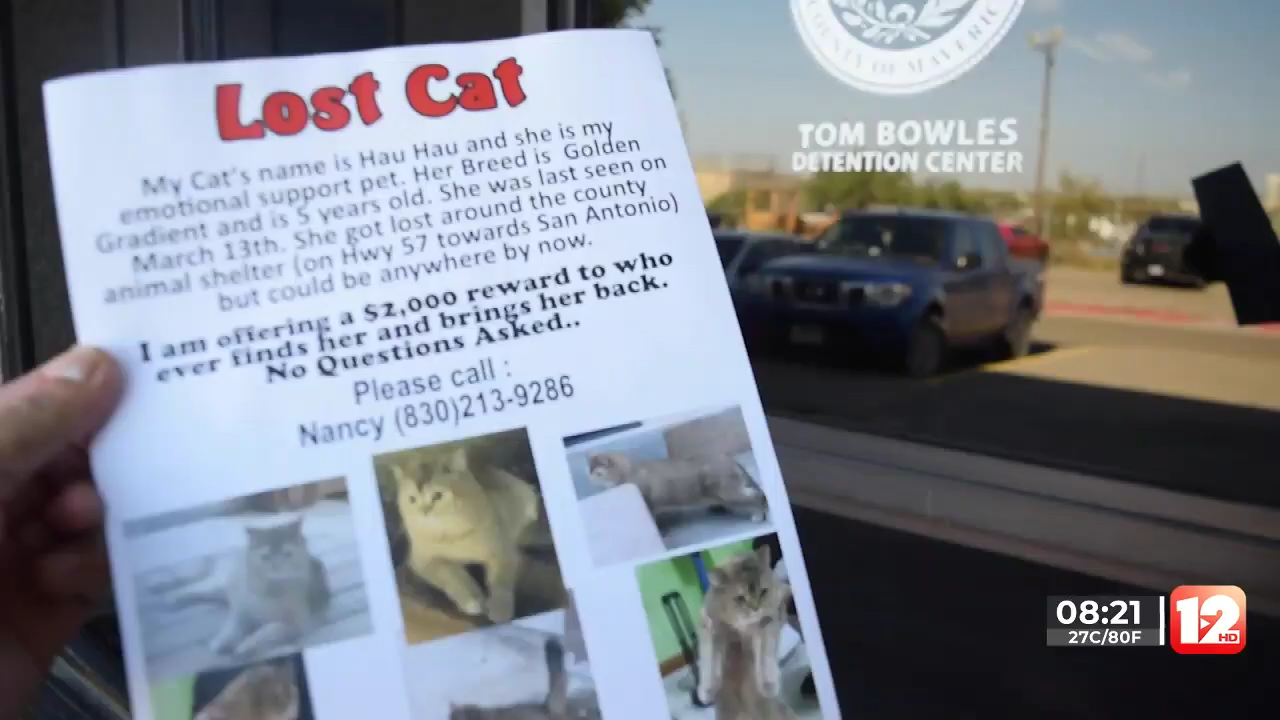 Lost Cat
My Cat's name is Hau Hau and she is my
emotional support pet. Her Breed is Golden
Gradient and is 5 years old. She was last seen on
March 13th. She got lost around the county
animal shelter (on Hwy 57 towards San Antonio)
but could be anywhere by now.
I am offering a $2,000 reward to who
ever finds her and brings her back.
No Questions Asked..
Please call :
Nancy (830)213-9286
COUNTY OF MAVERIC
TOM BOWLES
DETENTION CENTER
08:21
27C/80F
12
HD